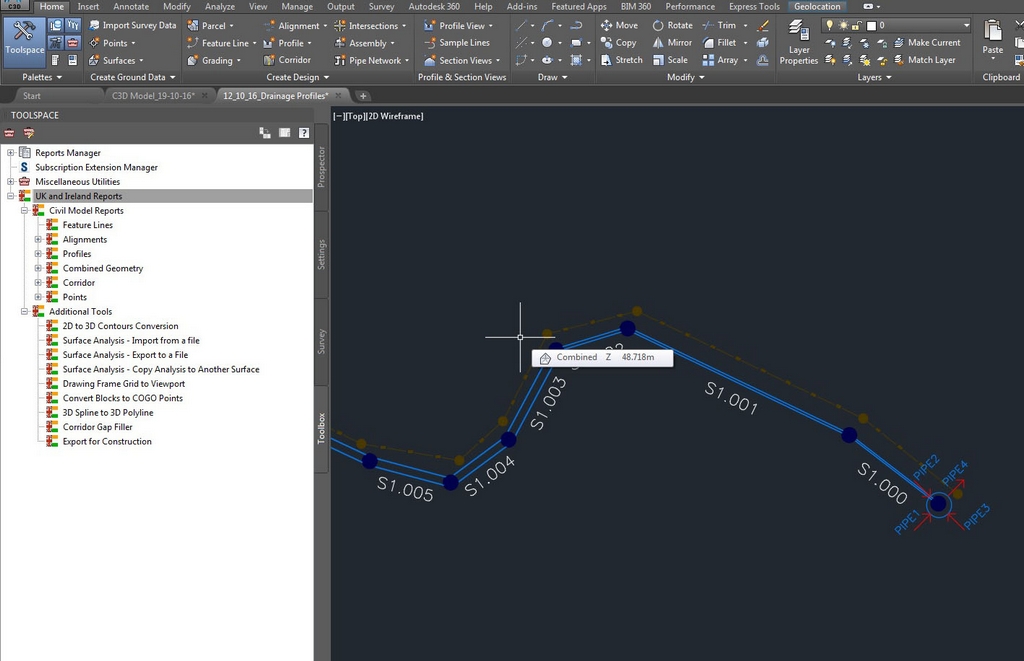 C3D
Home Insert Annotate Modify Analyze View Manage Output Survey Autodesk 360 Help Add-ins Featured Apps BIM 360 Performance Express Tools Geolocation
Toolspace
Import Survey Data
Points
Surfaces
Parcel
Feature Line
Grading
Alignment
Profile
Corridor
Intersections
Assembly
Pipe Network
Profile View
Sample Lines
Section Views
Move
Copy
Stretch
Rotate
Mirror
Scale
Trim
Fillet
Array
Layer
Properties
0
Make Current
Match Layer
Paste
Palettes Create Ground Data Create Design Profile & Section Views Draw Modify Layers Clipboard
Start C3D Model_19-10-16* 12_10_16_Drainage Profiles*
TOOLSPACE
?
Reports Manager
Subscription Extension Manager
Miscellaneous Utilities
UK and Ireland Reports
Civil Model Reports
Feature Lines
Alignments
Profiles
Combined Geometry
Corridor
Points
Additional Tools
2D to 3D Contours Conversion
Surface Analysis - Import from a file
Surface Analysis - Export to a File
Surface Analysis - Copy Analysis to Another Surface
Drawing Frame Grid to Viewport
Convert Blocks to COGO Points
3D Spline to 3D Polyline
Corridor Gap Filler
Export for Construction
Prospector
Settings
Survey
Toolbox
[−][Top][2D Wireframe]
Combined Z 48.718m
S1.003
S1.001
S1.004
S1.005
S1.000
PIPE2
PIPE4
PIPE1
PIPE3